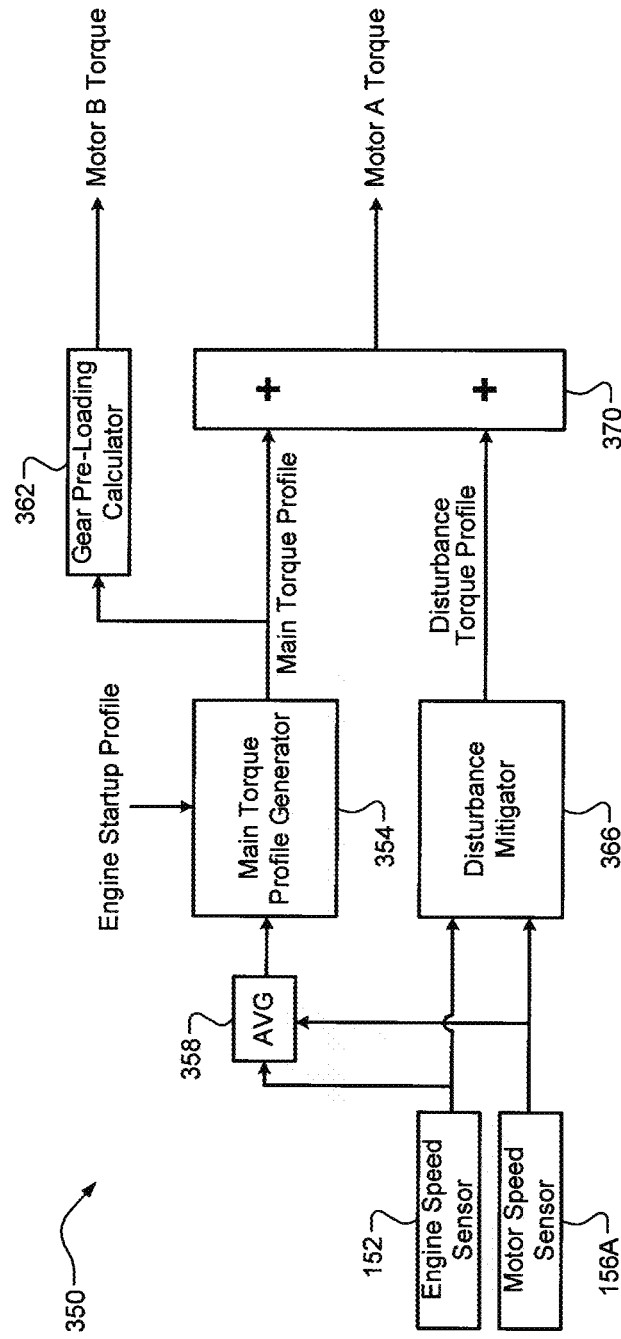 350
152
Engine Speed
Sensor
Motor Speed
Sensor
156A
358
AVG
Engine Startup Profile
Main Torque
Profile Generator
354
Disturbance
Mitigator
366
362
Gear Pre-Loading
Calculator
Main Torque Profile
Disturbance
Torque Profile
+
+
370
Motor B Torque
Motor A Torque